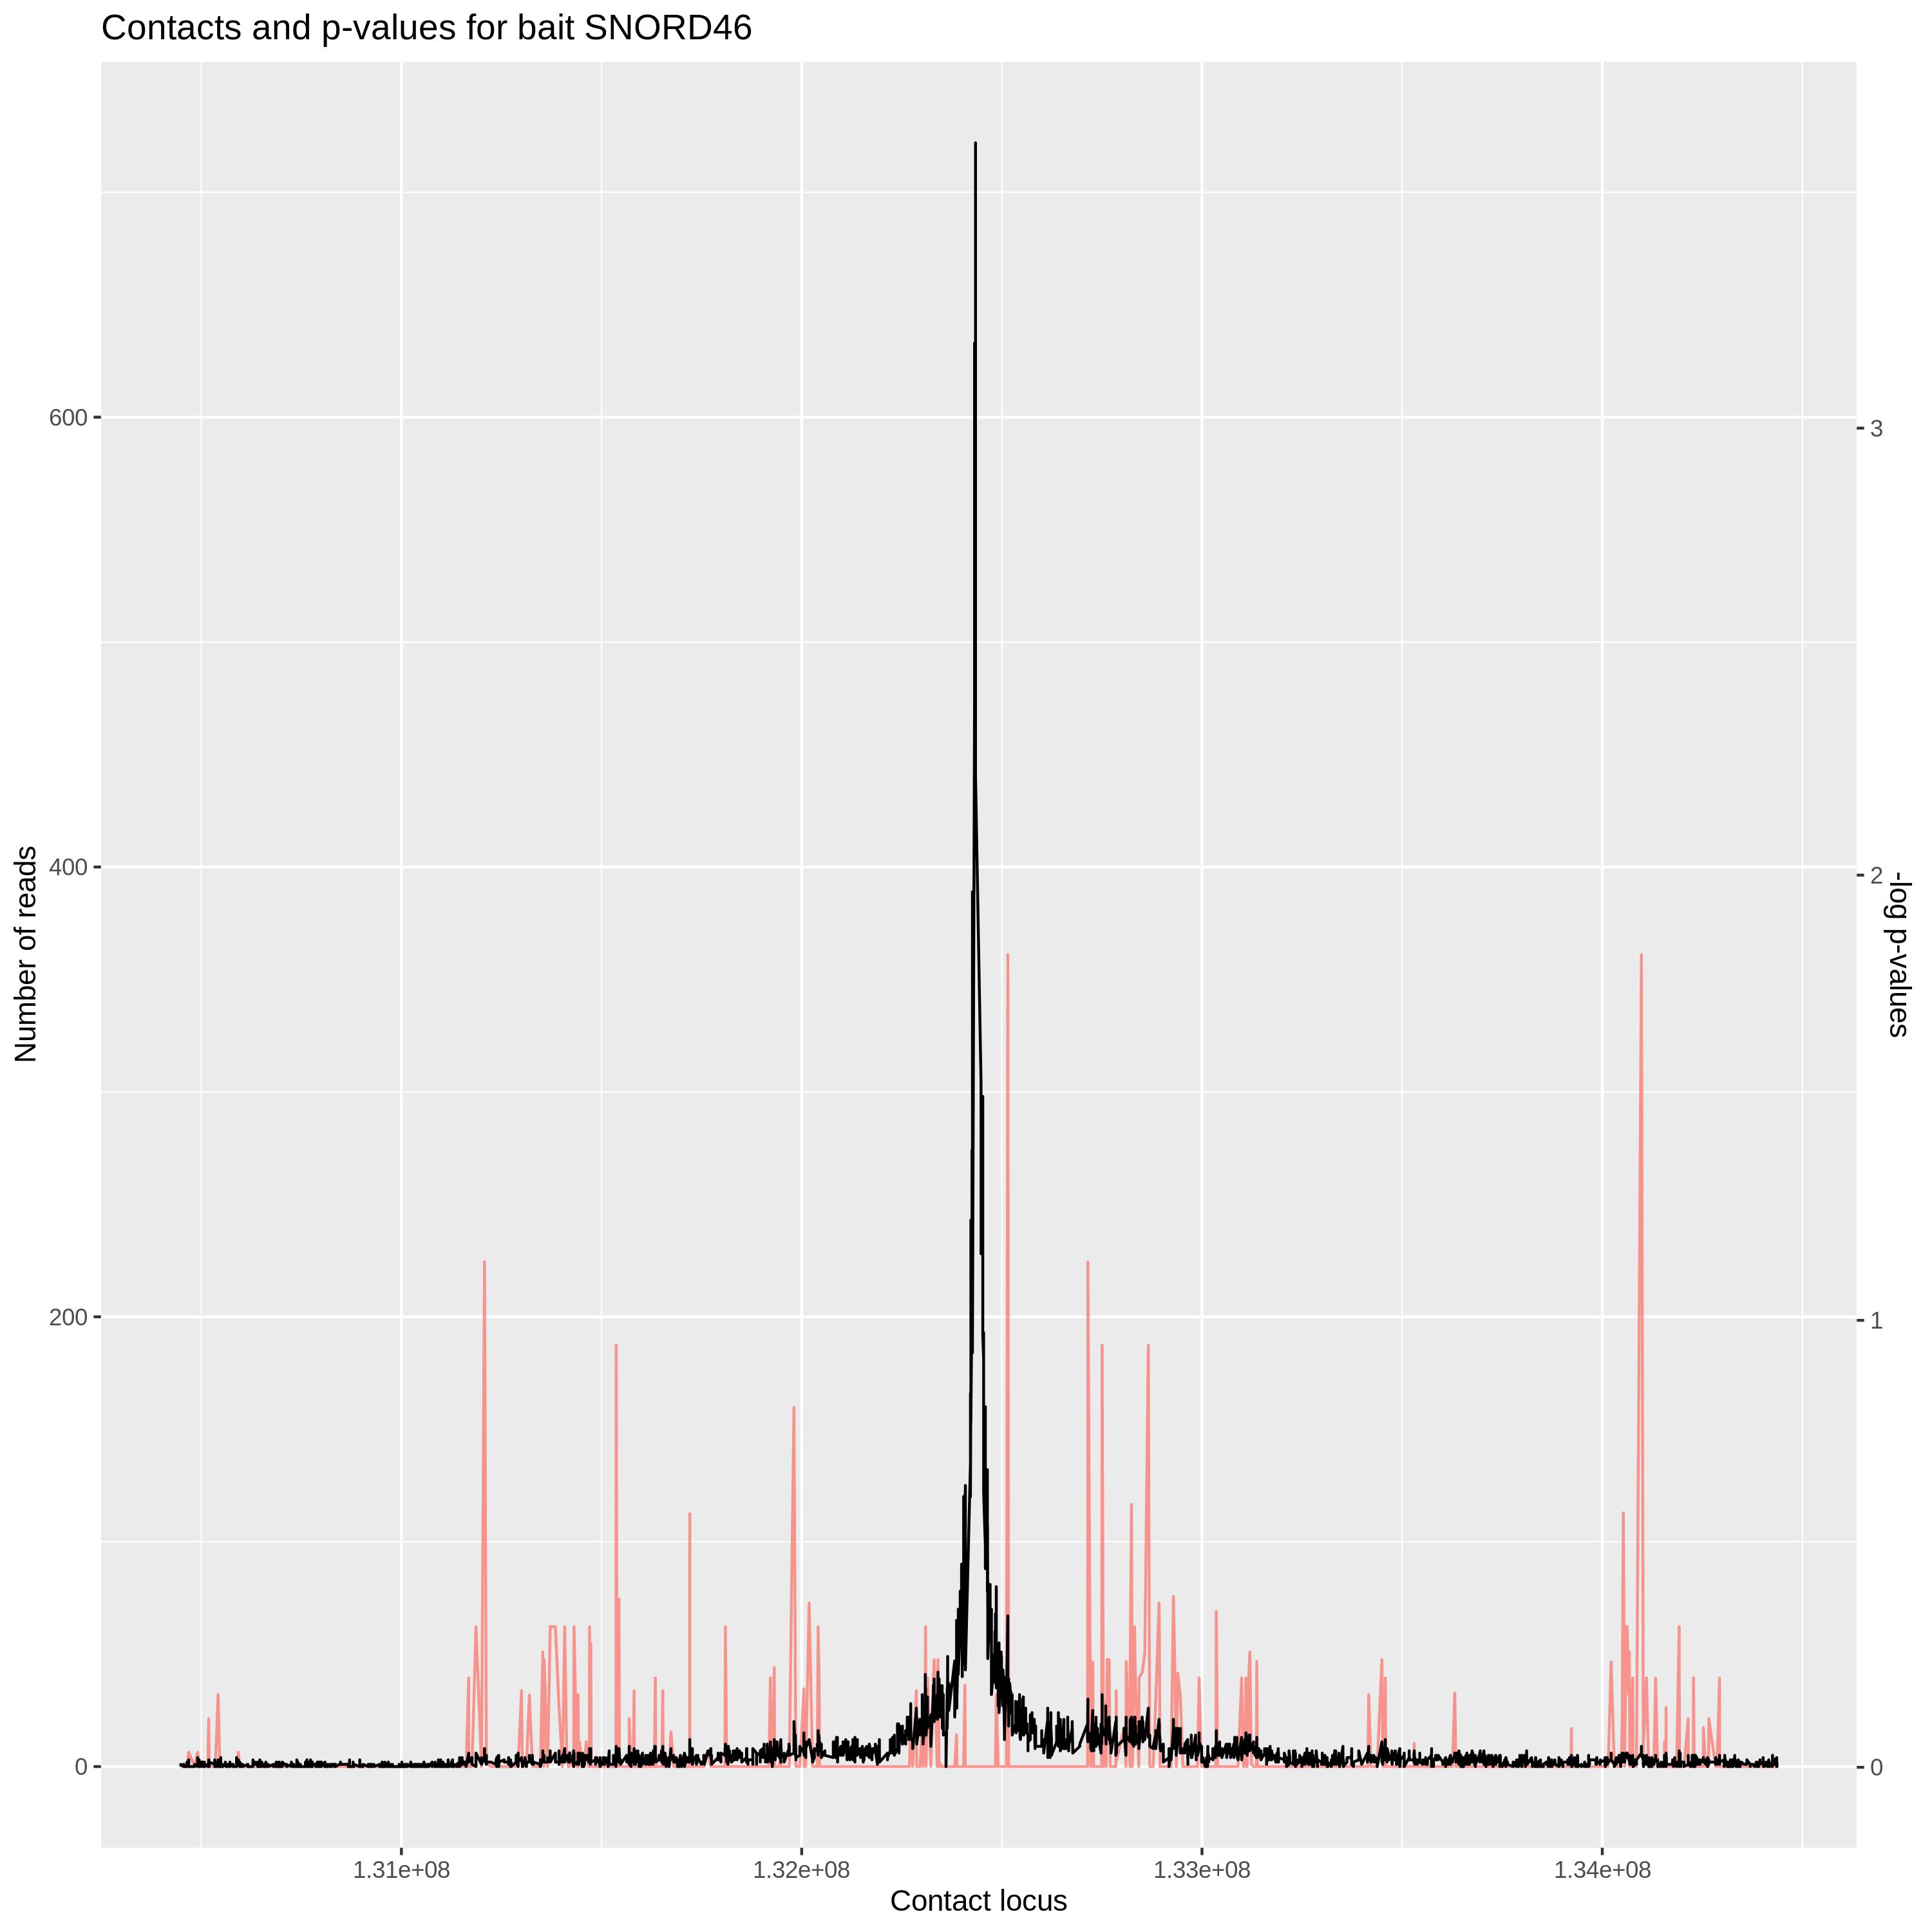 Contacts and p-values for bait SNORD46
600
400
200
0
Number of reads
3
2
1
0
-log p-values
1.31e+08
1.32e+08
1.33e+08
1.34e+08
Contact locus